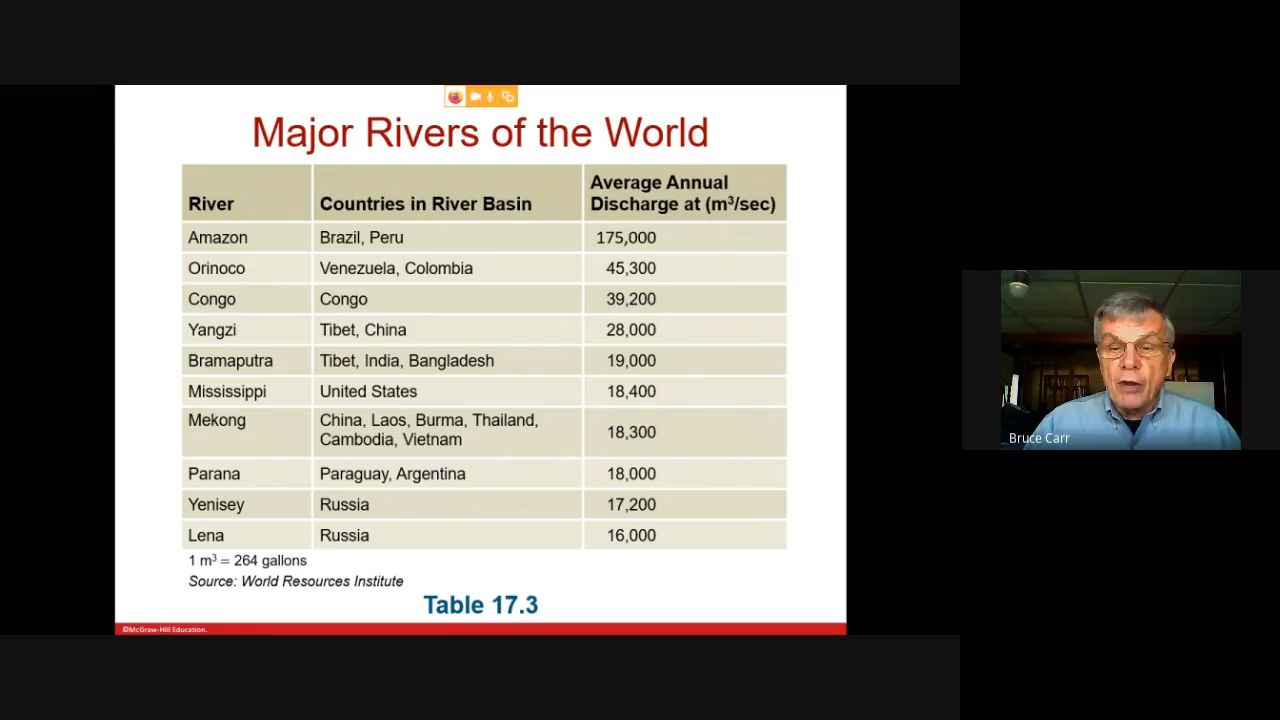 Major Rivers of the World
River Countries in River Basin Average Annual Discharge at (m³/sec)
Amazon Brazil, Peru 175,000
Orinoco Venezuela, Colombia 45,300
Congo Congo 39,200
Yangzi Tibet, China 28,000
Bramaputra Tibet, India, Bangladesh 19,000
Mississippi United States 18,400
Mekong China, Laos, Burma, Thailand, Cambodia, Vietnam 18,300
Parana Paraguay, Argentina 18,000
Yenisey Russia 17,200
Lena Russia 16,000
1 m³ = 264 gallons
Source: World Resources Institute
Table 17.3
©McGraw-Hill Education.
Bruce Carr